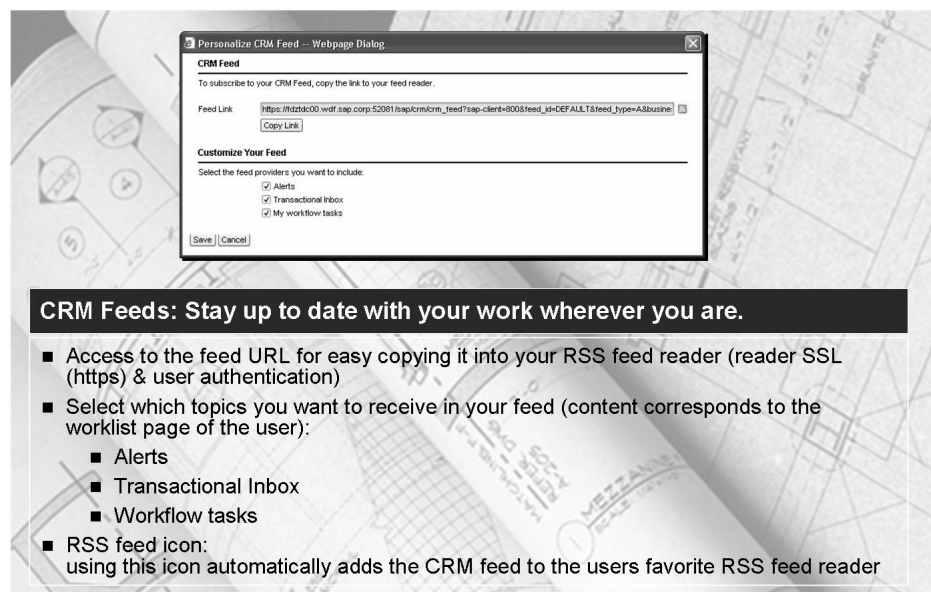 Personalize CRM Feed -- Webpage Dialog
CRM Feed
To subscribe to your CRM Feed, copy the link to your feed reader.
Feed Link https://fdztdc00.wdf.sap.corp:52081/sap/crm/crm_feed?sap-client=800&feed_id=DEFAULT&feed_type=A&busine
Copy Link
Customize Your Feed
Select the feed providers you want to include:
Alerts
Transactional Inbox
My workflow tasks
Save Cancel
CRM Feeds: Stay up to date with your work wherever you are.
■ Access to the feed URL for easy copying it into your RSS feed reader (reader SSL
(https) & user authentication)
■ Select which topics you want to receive in your feed (content corresponds to the
worklist page of the user):
■ Alerts
■ Transactional Inbox
■ Workflow tasks
■ RSS feed icon:
using this icon automatically adds the CRM feed to the users favorite RSS feed reader
MEZZANINE